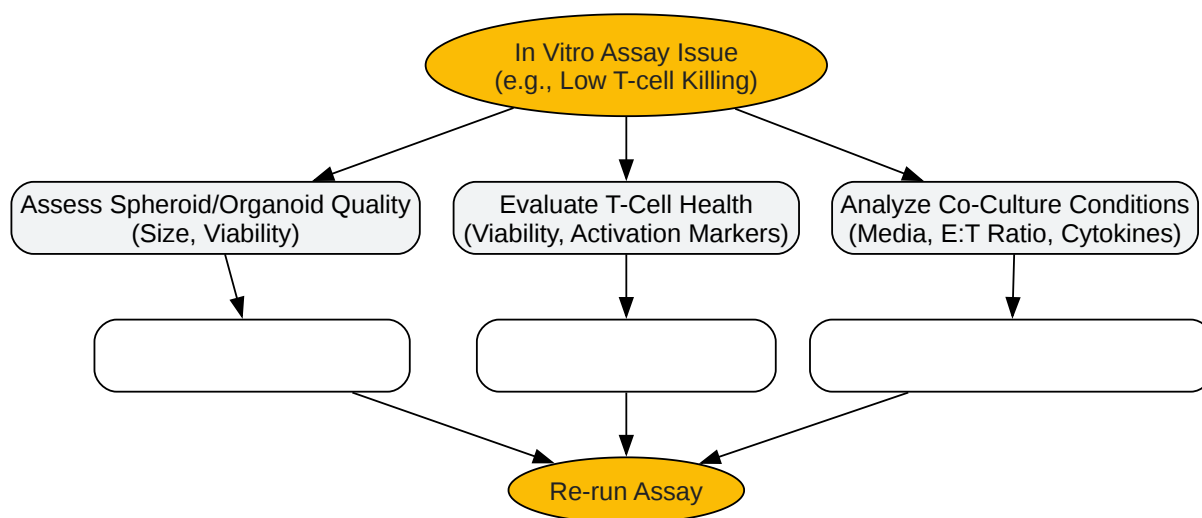 In Vitro Assay Issue
(e.g., Low T-cell Killing)
Assess Spheroid/Organoid Quality
(Size, Viability)
Evaluate T-Cell Health
(Viability, Activation Markers)
Analyze Co-Culture Conditions
(Media, E:T Ratio, Cytokines)
Re-run Assay